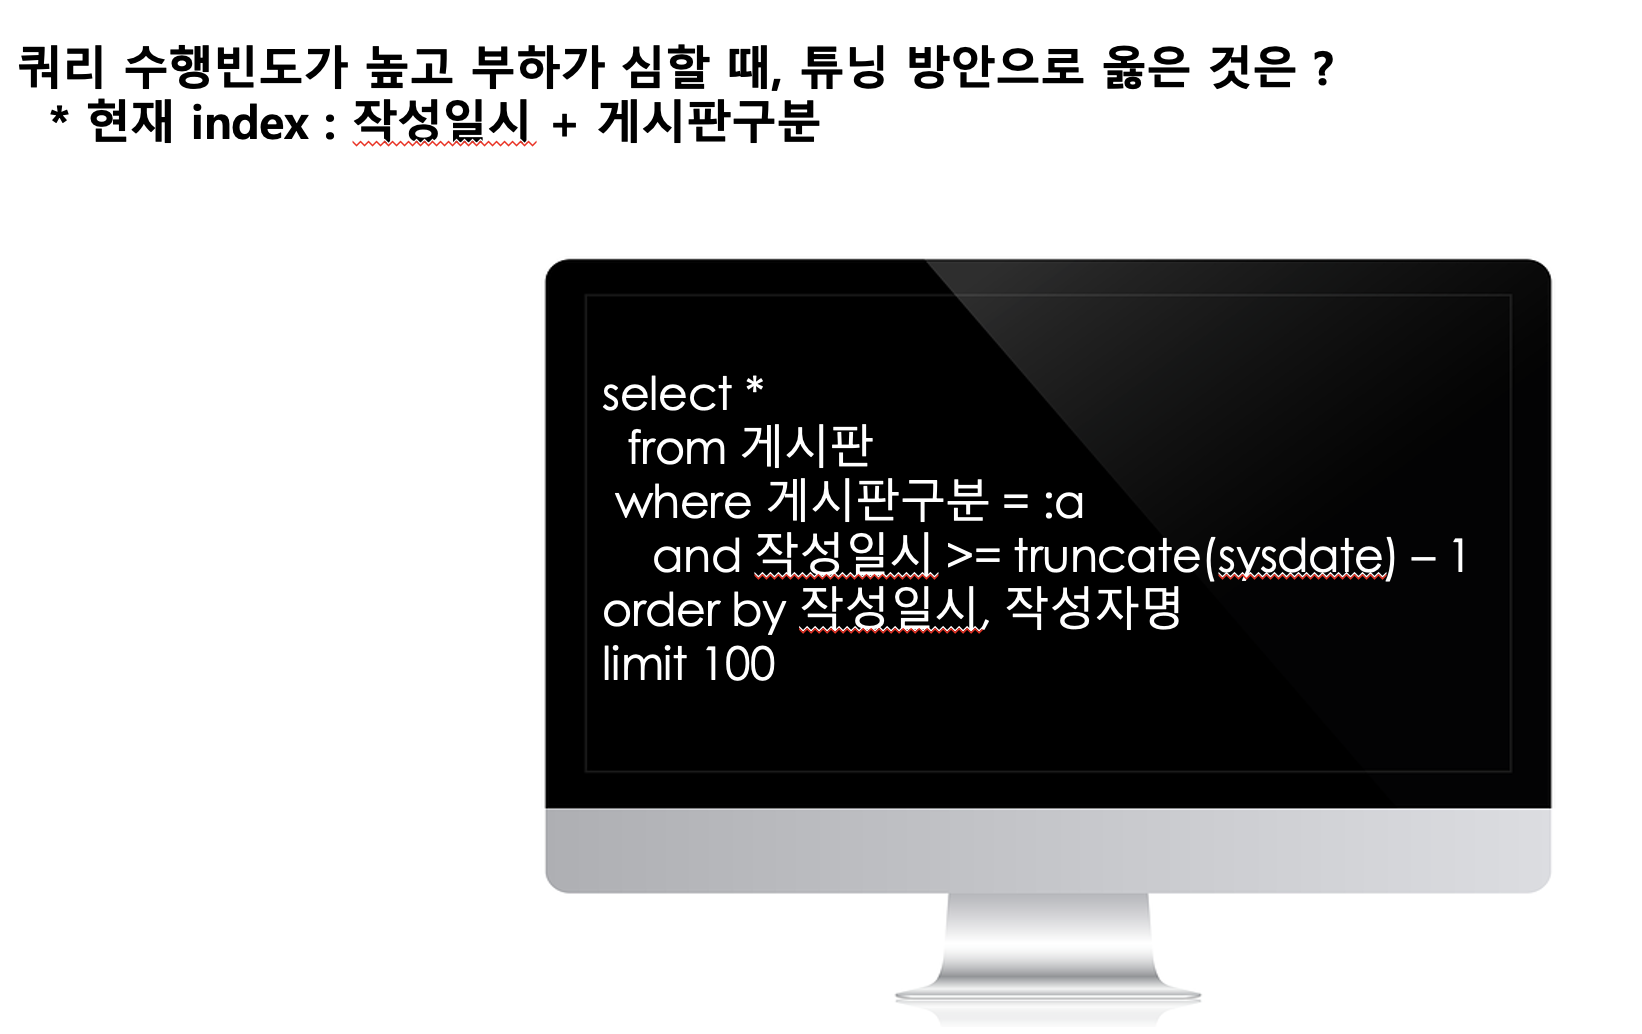 쿼리 수행빈도가 높고 부하가 심할 때, 튜닝 방안으로 옳은 것은 ?
* 현재 index : 작성일시 + 게시판구분
select *
from 게시판
where 게시판구분 = :a
and 작성일시 >= truncate(sysdate) – 1
order by 작성일시, 작성자명
limit 100